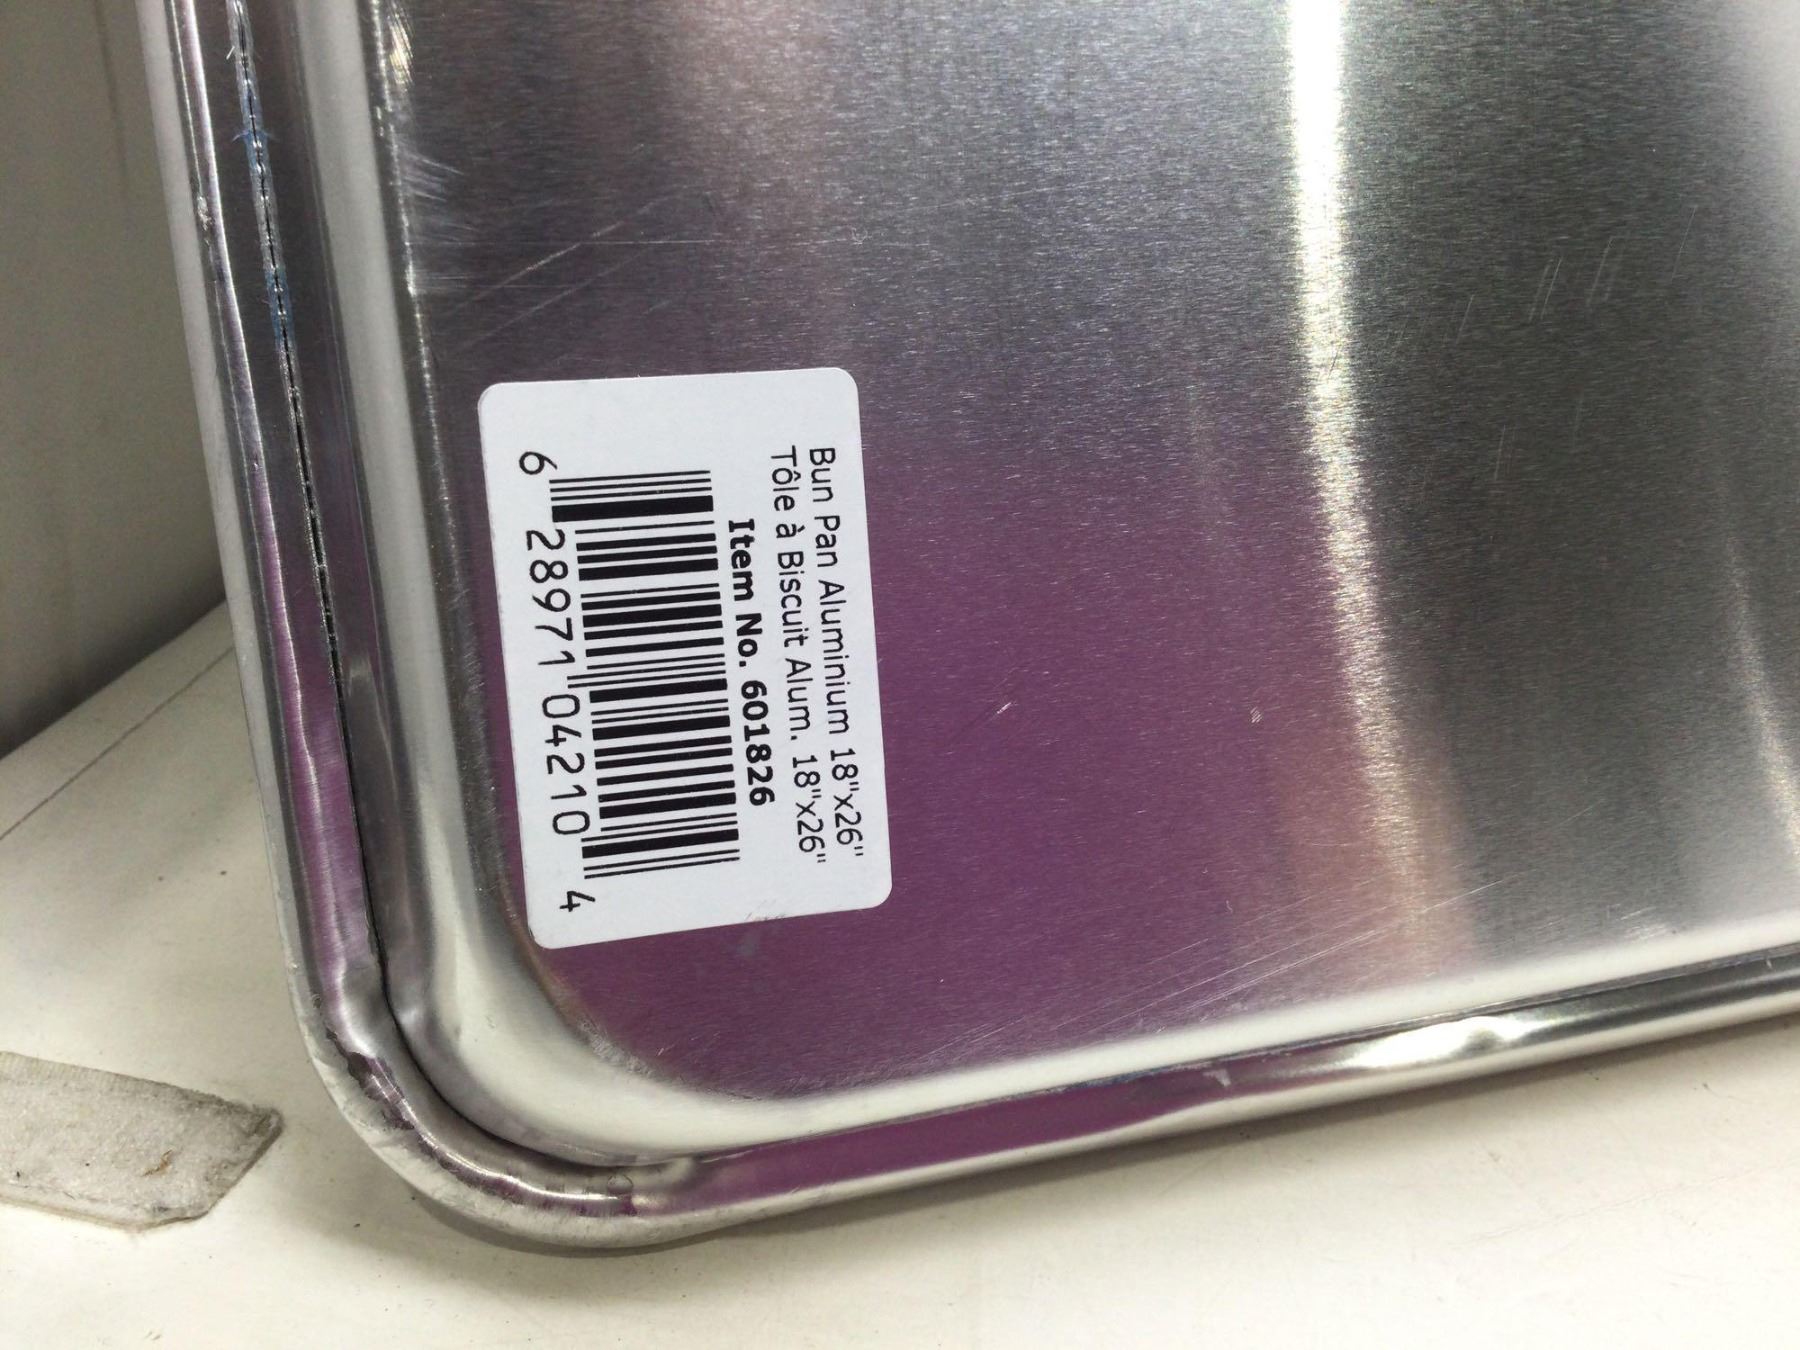 Bun Pan Aluminium 18"x26"
Tôle à Biscuit Alum. 18"x26"
Item No. 601826
6 28971 04210 4